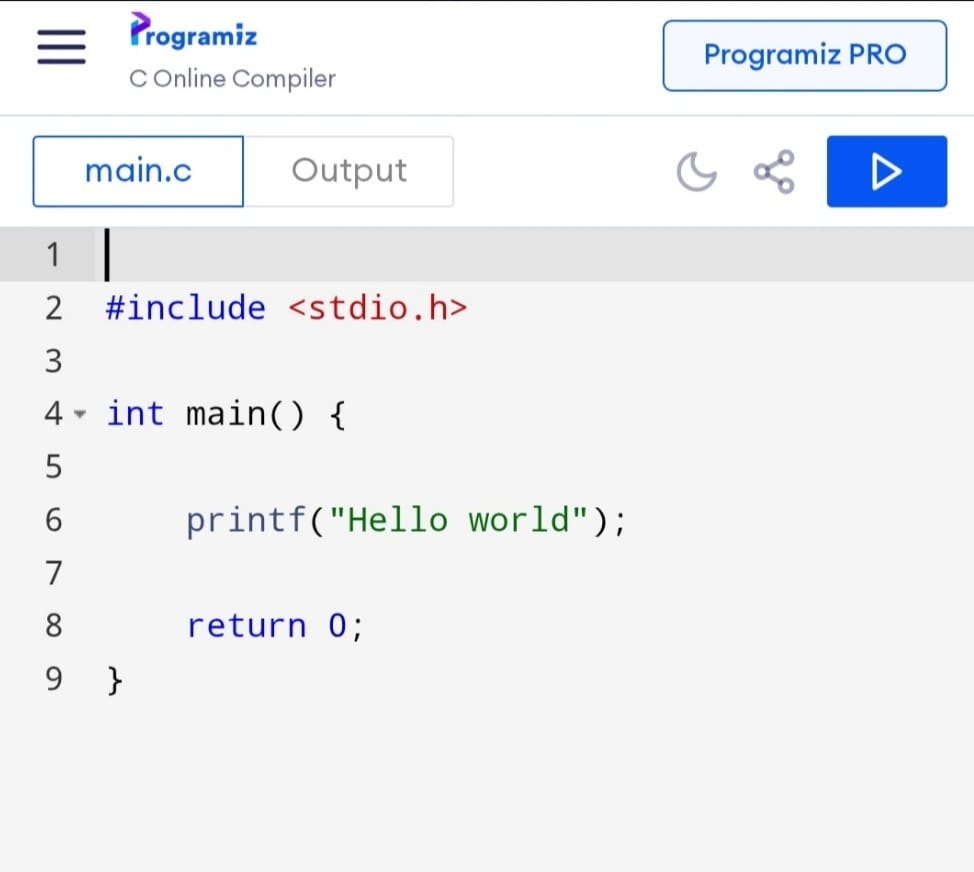 Programiz
C Online Compiler
Programiz PRO
main.c
Output
1
2 #include <stdio.h>
3
4 int main() {
5
6     printf("Hello world");
7
8     return 0;
9 }